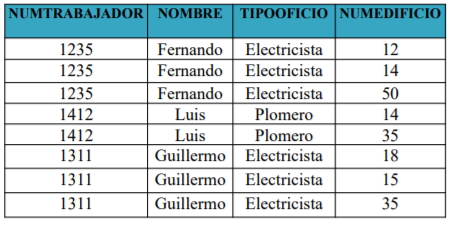 NUMTRABAJADOR NOMBRE TIPOOFICIO NUMEDIFICIO
1235 Fernando Electricista 12
1235 Fernando Electricista 14
1235 Fernando Electricista 50
1412 Luis Plomero 14
1412 Luis Plomero 35
1311 Guillermo Electricista 18
1311 Guillermo Electricista 15
1311 Guillermo Electricista 35